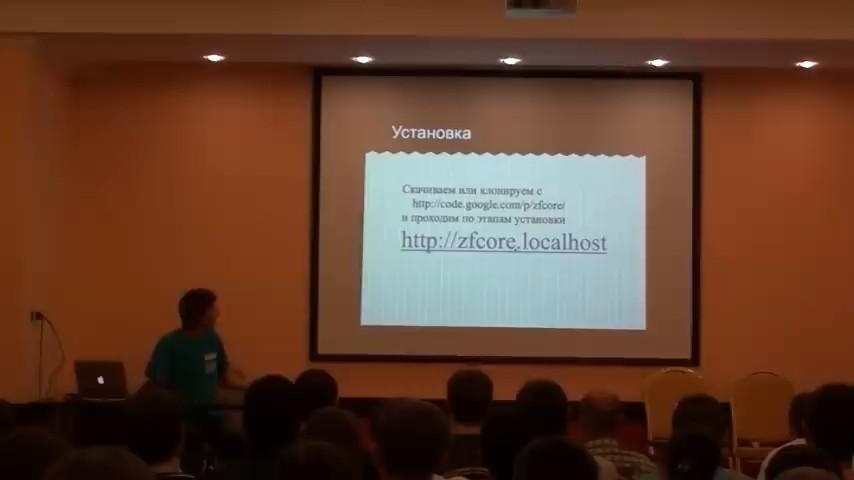 Установка
Скачиваем или клонируем с
http://code.google.com/p/zfcore/
и проходим по этапам установки
http://zfcore.localhost